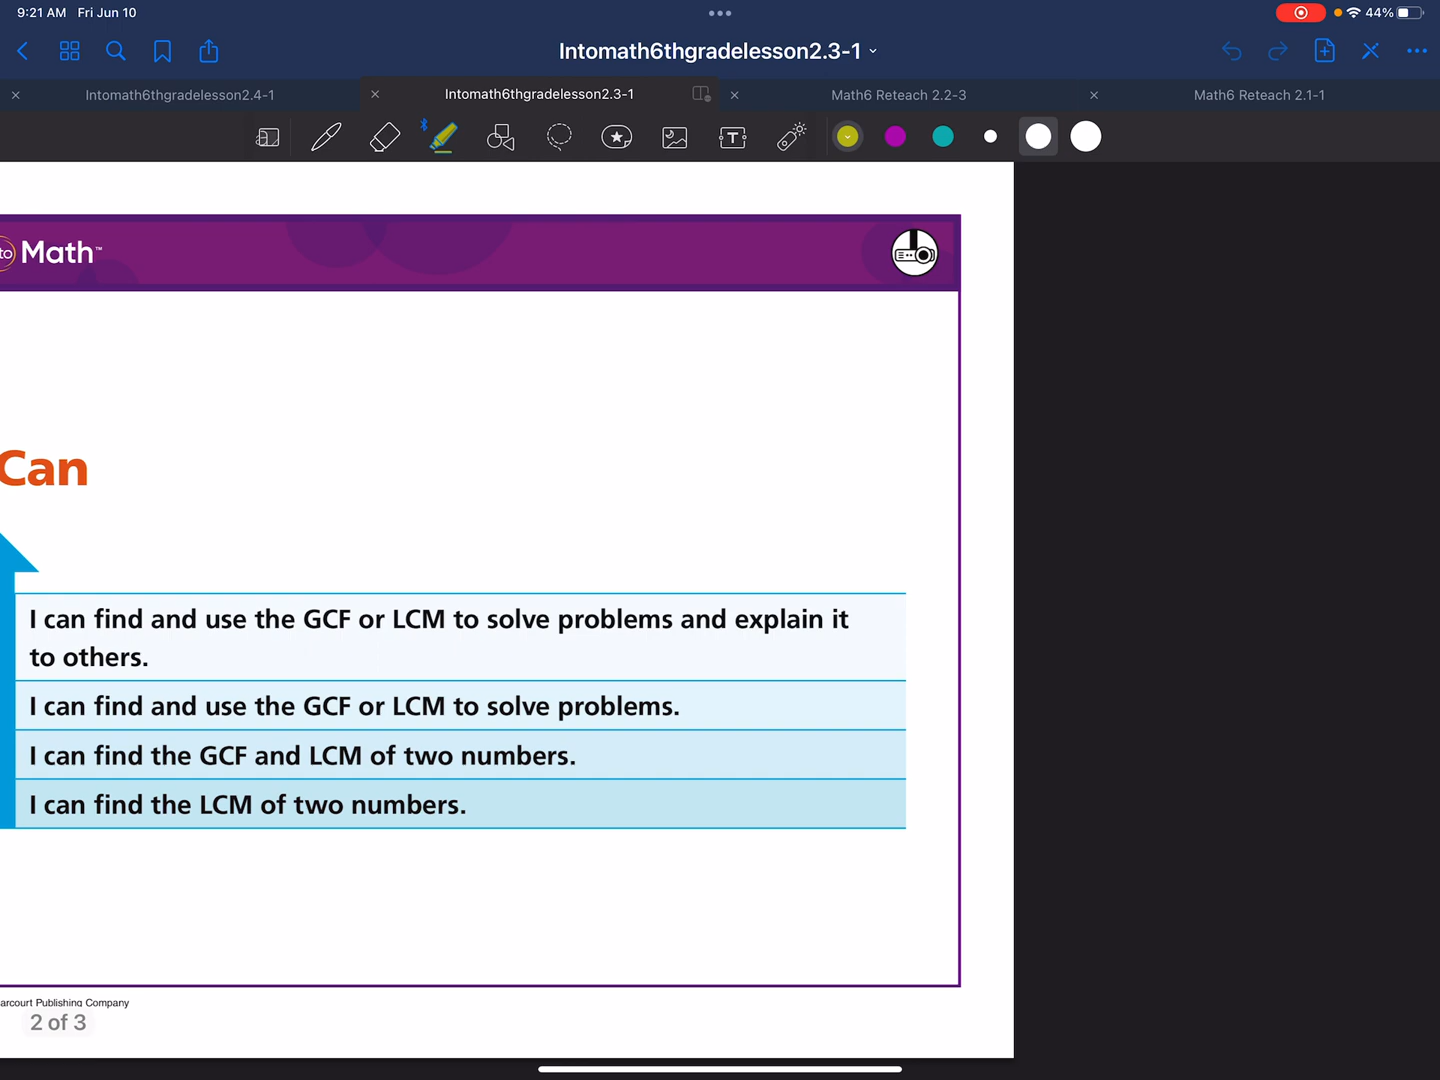 9:21 AM Fri Jun 10
44%
Intomath6thgradelesson2.3-1
Intomath6thgradelesson2.4-1
Intomath6thgradelesson2.3-1
Math6 Reteach 2.2-3
Math6 Reteach 2.1-1
to Math™
Can
I can find and use the GCF or LCM to solve problems and explain it
to others.
I can find and use the GCF or LCM to solve problems.
I can find the GCF and LCM of two numbers.
I can find the LCM of two numbers.
arcourt Publishing Company
2 of 3